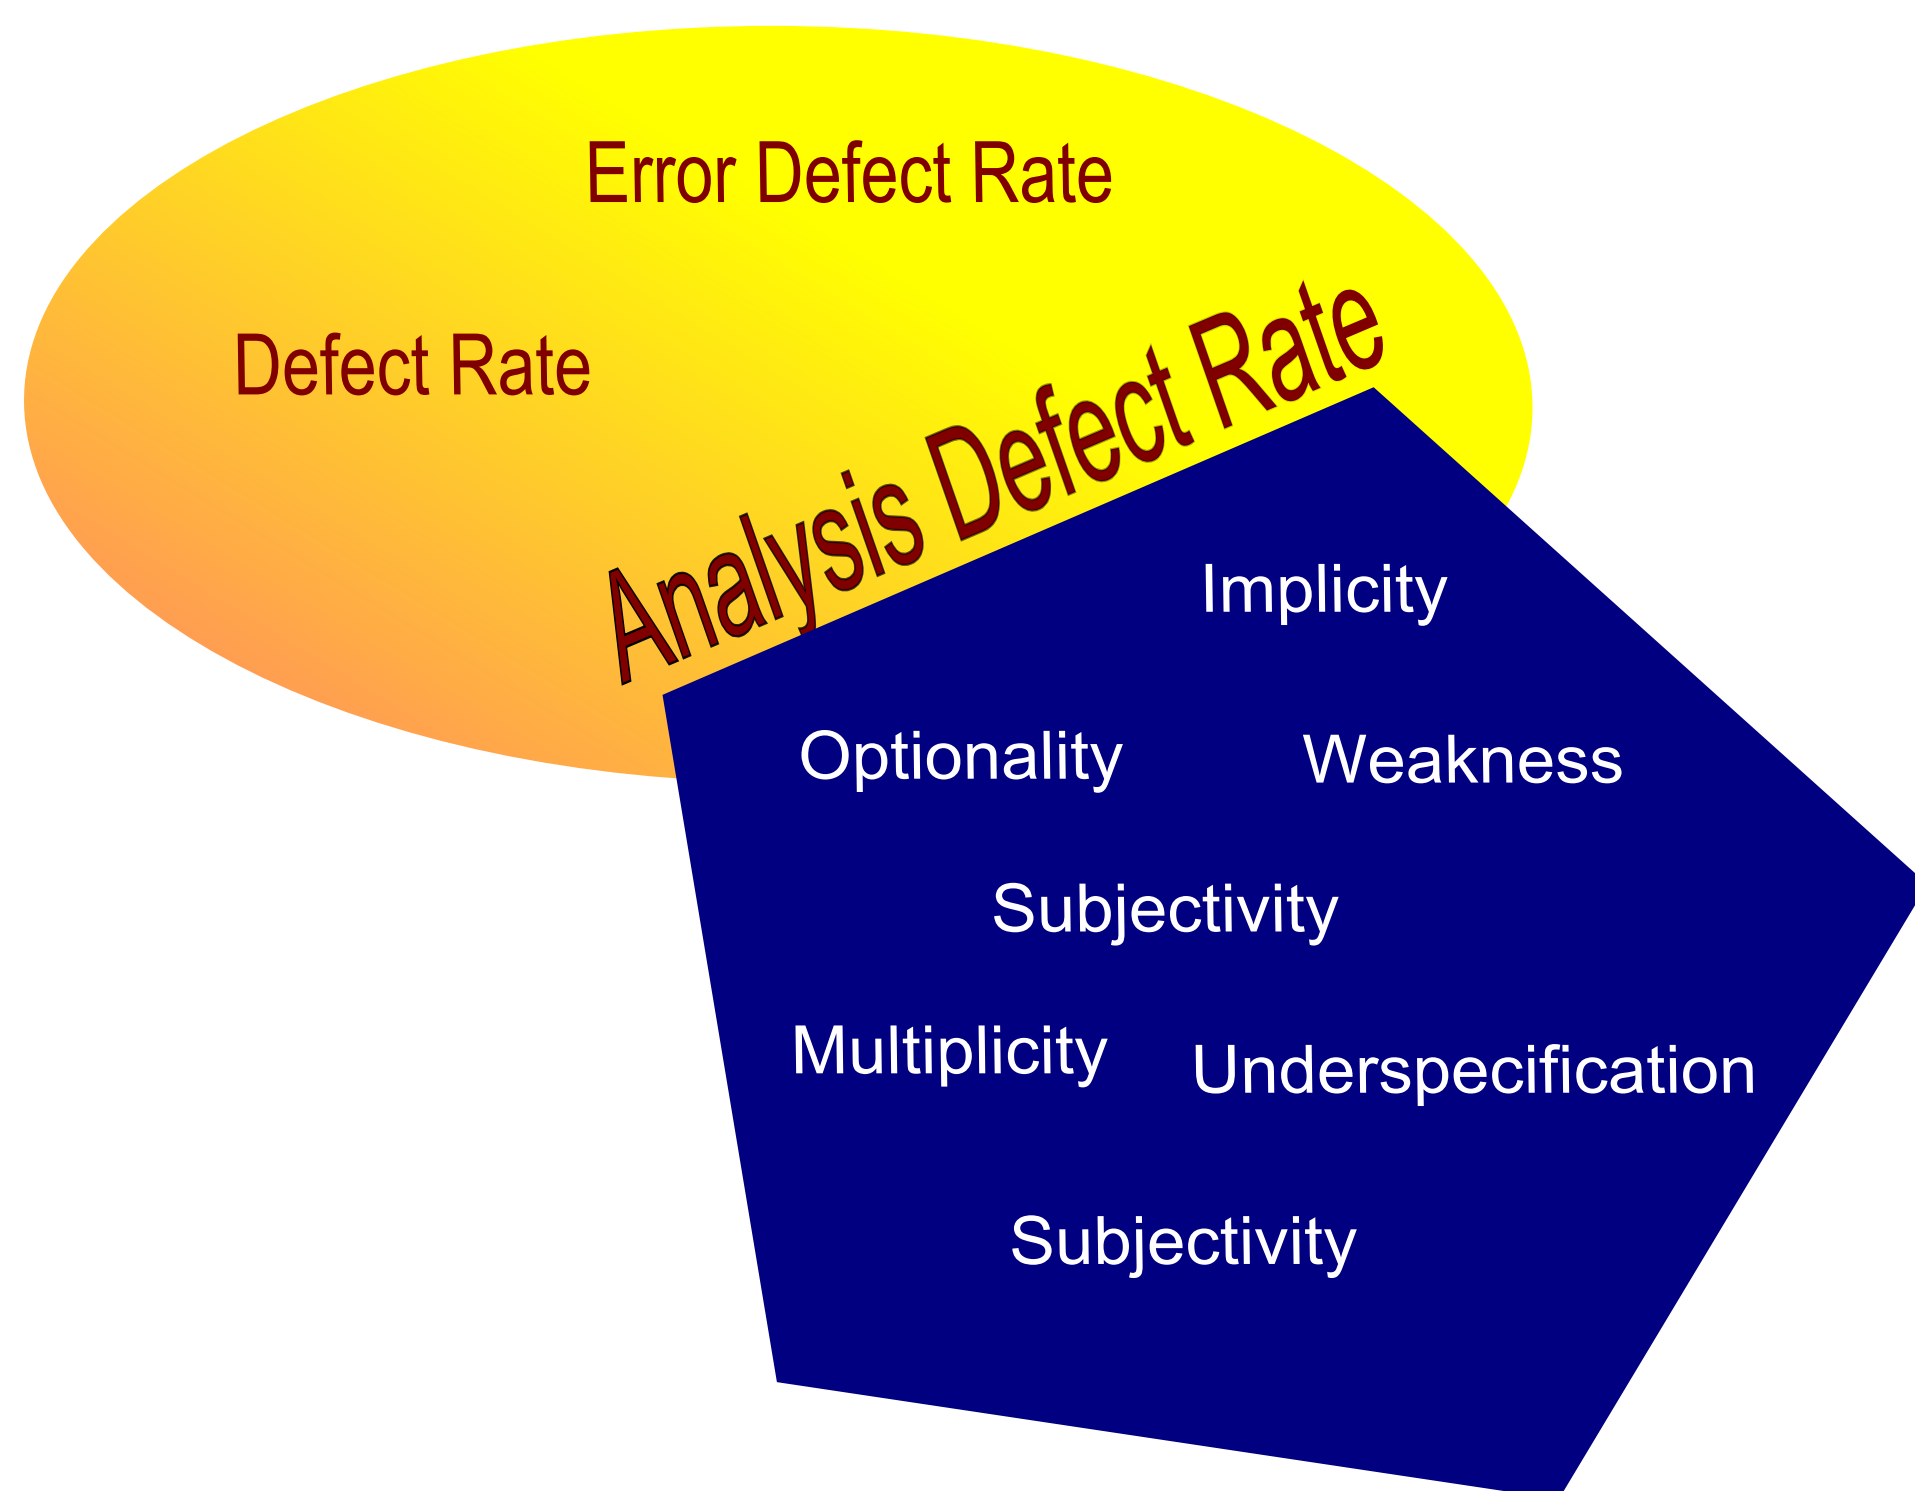 Error Defect Rate
Defect Rate
Analysis Defect Rate
Implicity
Optionality
Weakness
Subjectivity
Multiplicity
Underspecification
Subjectivity